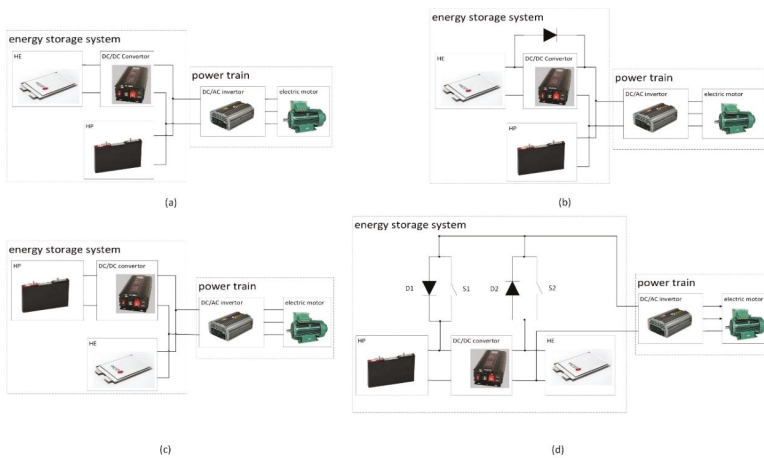 energy storage system
HE
DC/DC Convertor
power train
DC/AC invertor
electric motor
HP
(a)
energy storage system
HE
DC/DC Convertor
power train
DC/AC invertor
electric motor
HP
(b)
energy storage system
HP
DC/DC convertor
power train
DC/AC invertor
electric motor
HE
(c)
energy storage system
D1
S1
D2
S2
power train
DC/AC invertor
electric motor
HP
DC/DC convertor
HE
(d)